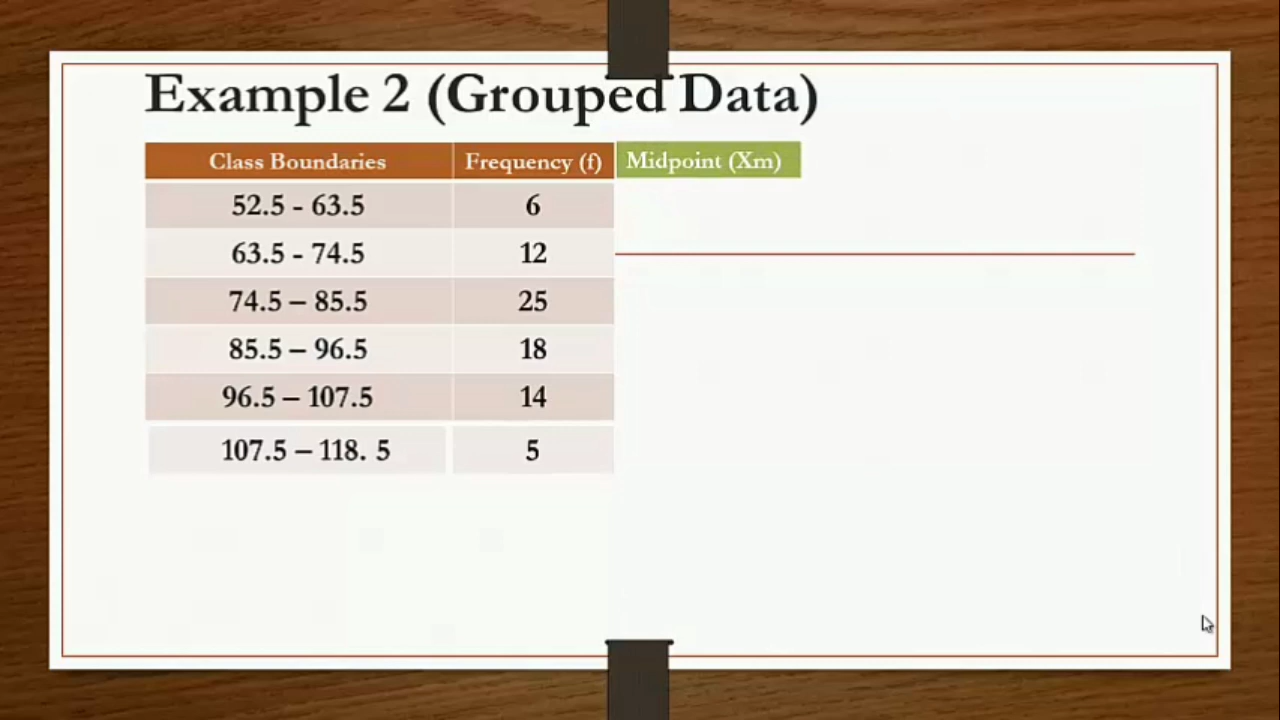 Example 2 (Grouped Data)
Class Boundaries Frequency (f) Midpoint (Xm)
52.5 - 63.5 6
63.5 - 74.5 12
74.5 – 85.5 25
85.5 – 96.5 18
96.5 – 107.5 14
107.5 – 118. 5 5